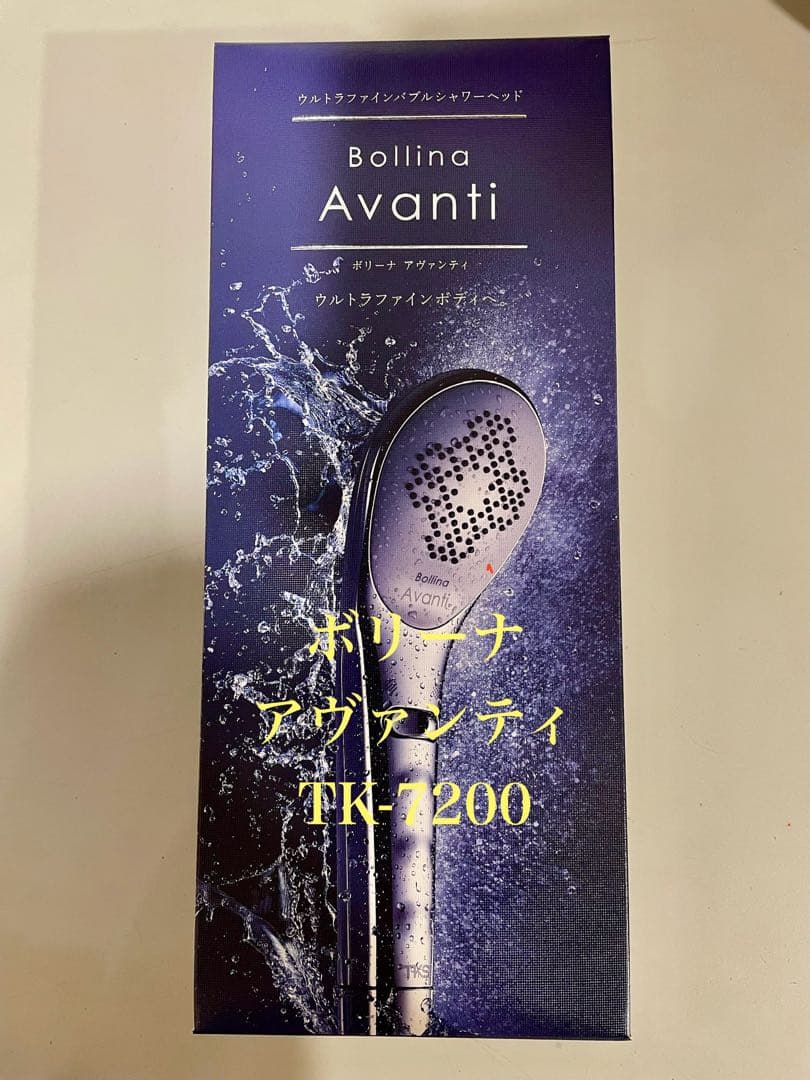 ウルトラファインバブルシャワーヘッド
Bollina
Avanti
ボリーナ アヴァンティ
ウルトラファインボディへ。
Bollina
Avanti
ボリーナ
アヴァンティ
TK-7200
TKS